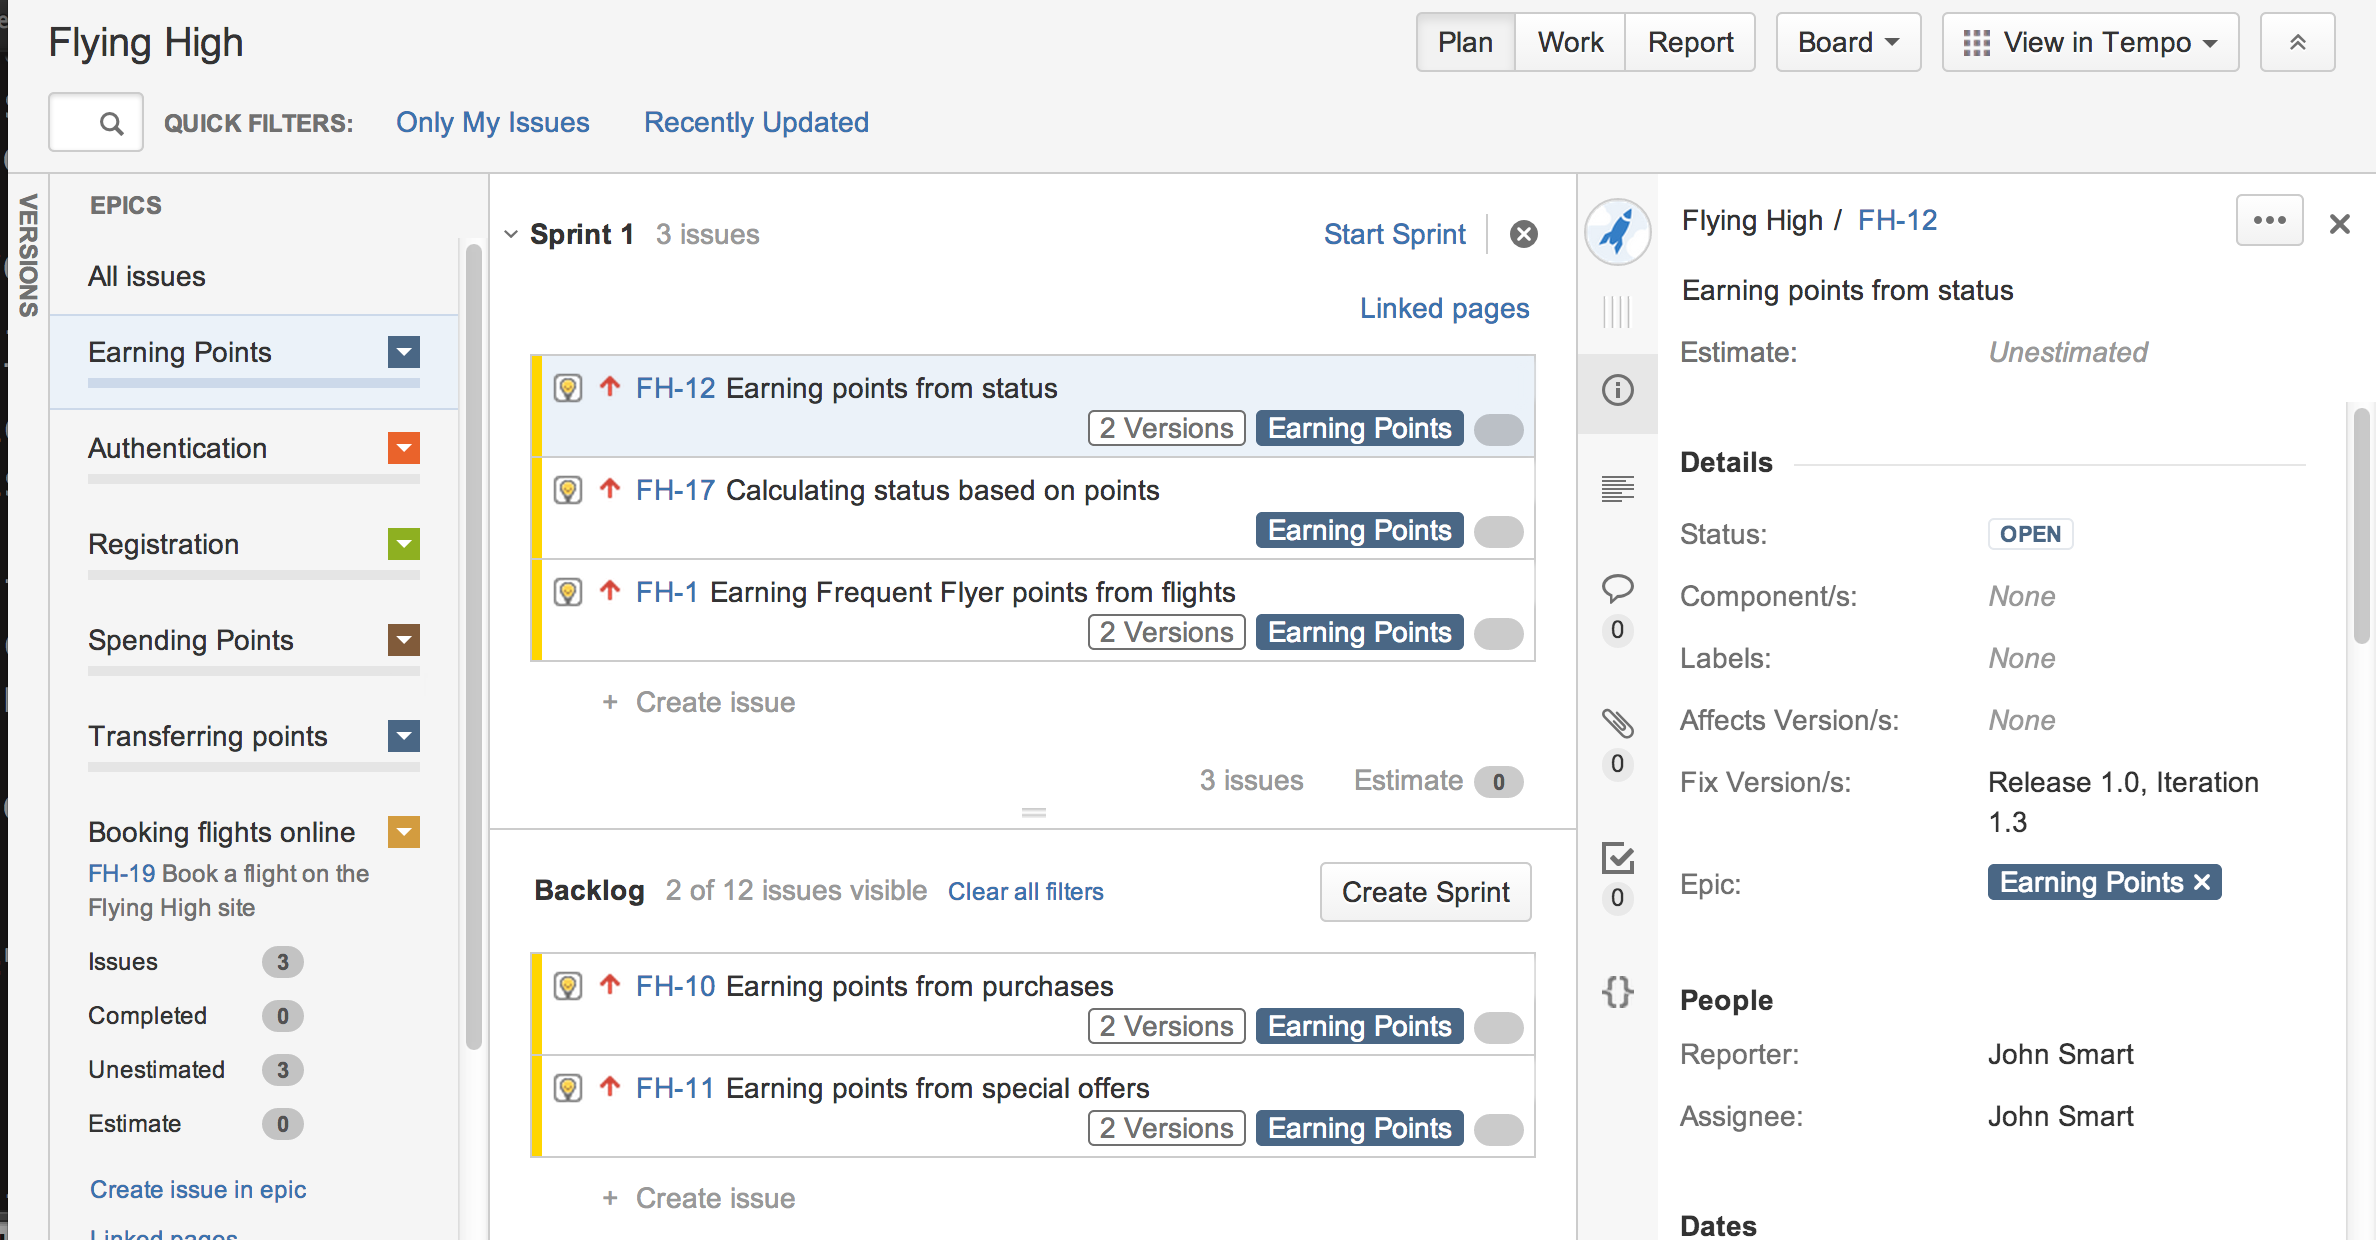 Flying High
Plan Work Report Board View in Tempo
QUICK FILTERS: Only My Issues Recently Updated
VERSIONS
EPICS
All issues
Earning Points
Authentication
Registration
Spending Points
Transferring points
Booking flights online
FH-19 Book a flight on the
Flying High site
Issues 3
Completed 0
Unestimated 3
Estimate 0
Create issue in epic
Linked pages
Sprint 1 3 issues Start Sprint
Linked pages
FH-12 Earning points from status
2 Versions Earning Points
FH-17 Calculating status based on points
Earning Points
FH-1 Earning Frequent Flyer points from flights
2 Versions Earning Points
+ Create issue
3 issues Estimate 0
Backlog 2 of 12 issues visible Clear all filters Create Sprint
FH-10 Earning points from purchases
2 Versions Earning Points
FH-11 Earning points from special offers
2 Versions Earning Points
+ Create issue
0
0
0
Flying High / FH-12
Earning points from status
Estimate: Unestimated
Details
Status: OPEN
Component/s: None
Labels: None
Affects Version/s: None
Fix Version/s: Release 1.0, Iteration
1.3
Epic: Earning Points ×
People
Reporter: John Smart
Assignee: John Smart
Dates